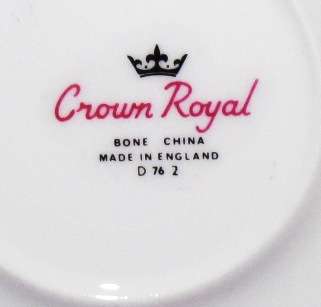 Crown Royal
BONE CHINA
MADE IN ENGLAND
D 76 2